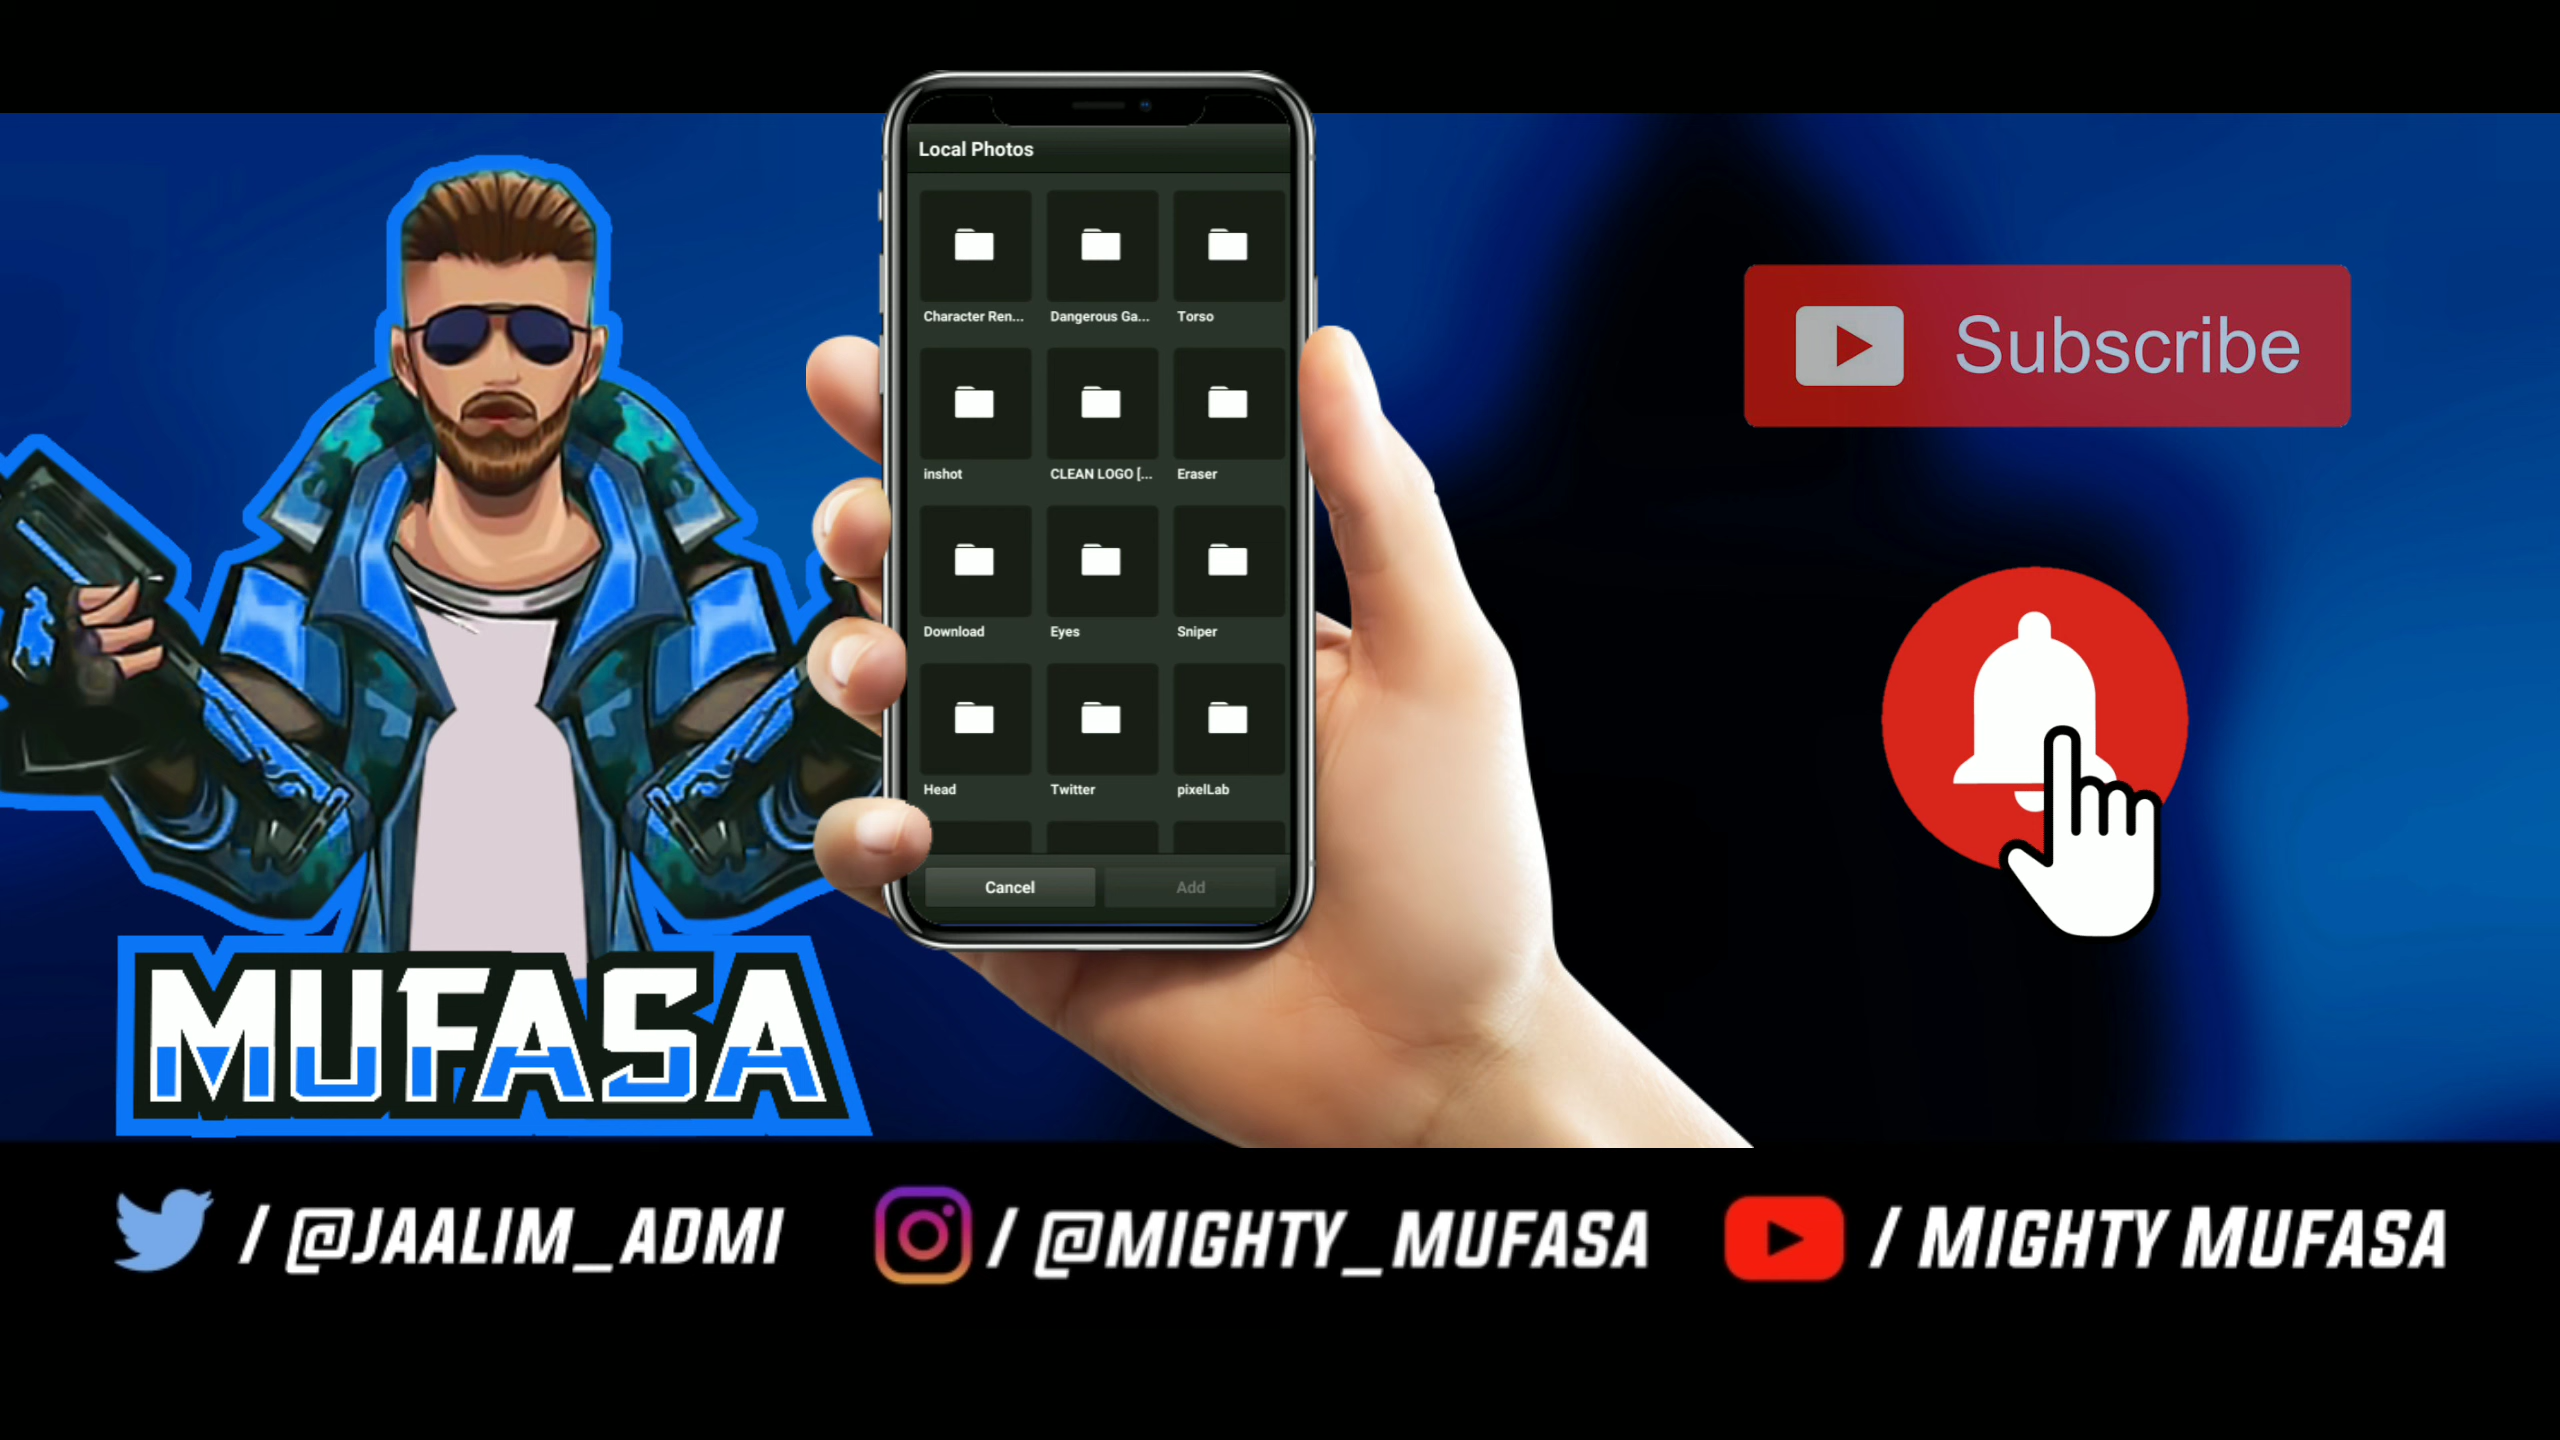 Local Photos
Character Ren...
Dangerous Ga...
Torso
inshot
CLEAN LOGO [...
Eraser
Download
Eyes
Sniper
Head
Twitter
pixelLab
Cancel
Add
Subscribe
MUFASA
/ @JAALIM_ADMI
/ @MIGHTY_MUFASA
/ MIGHTY MUFASA